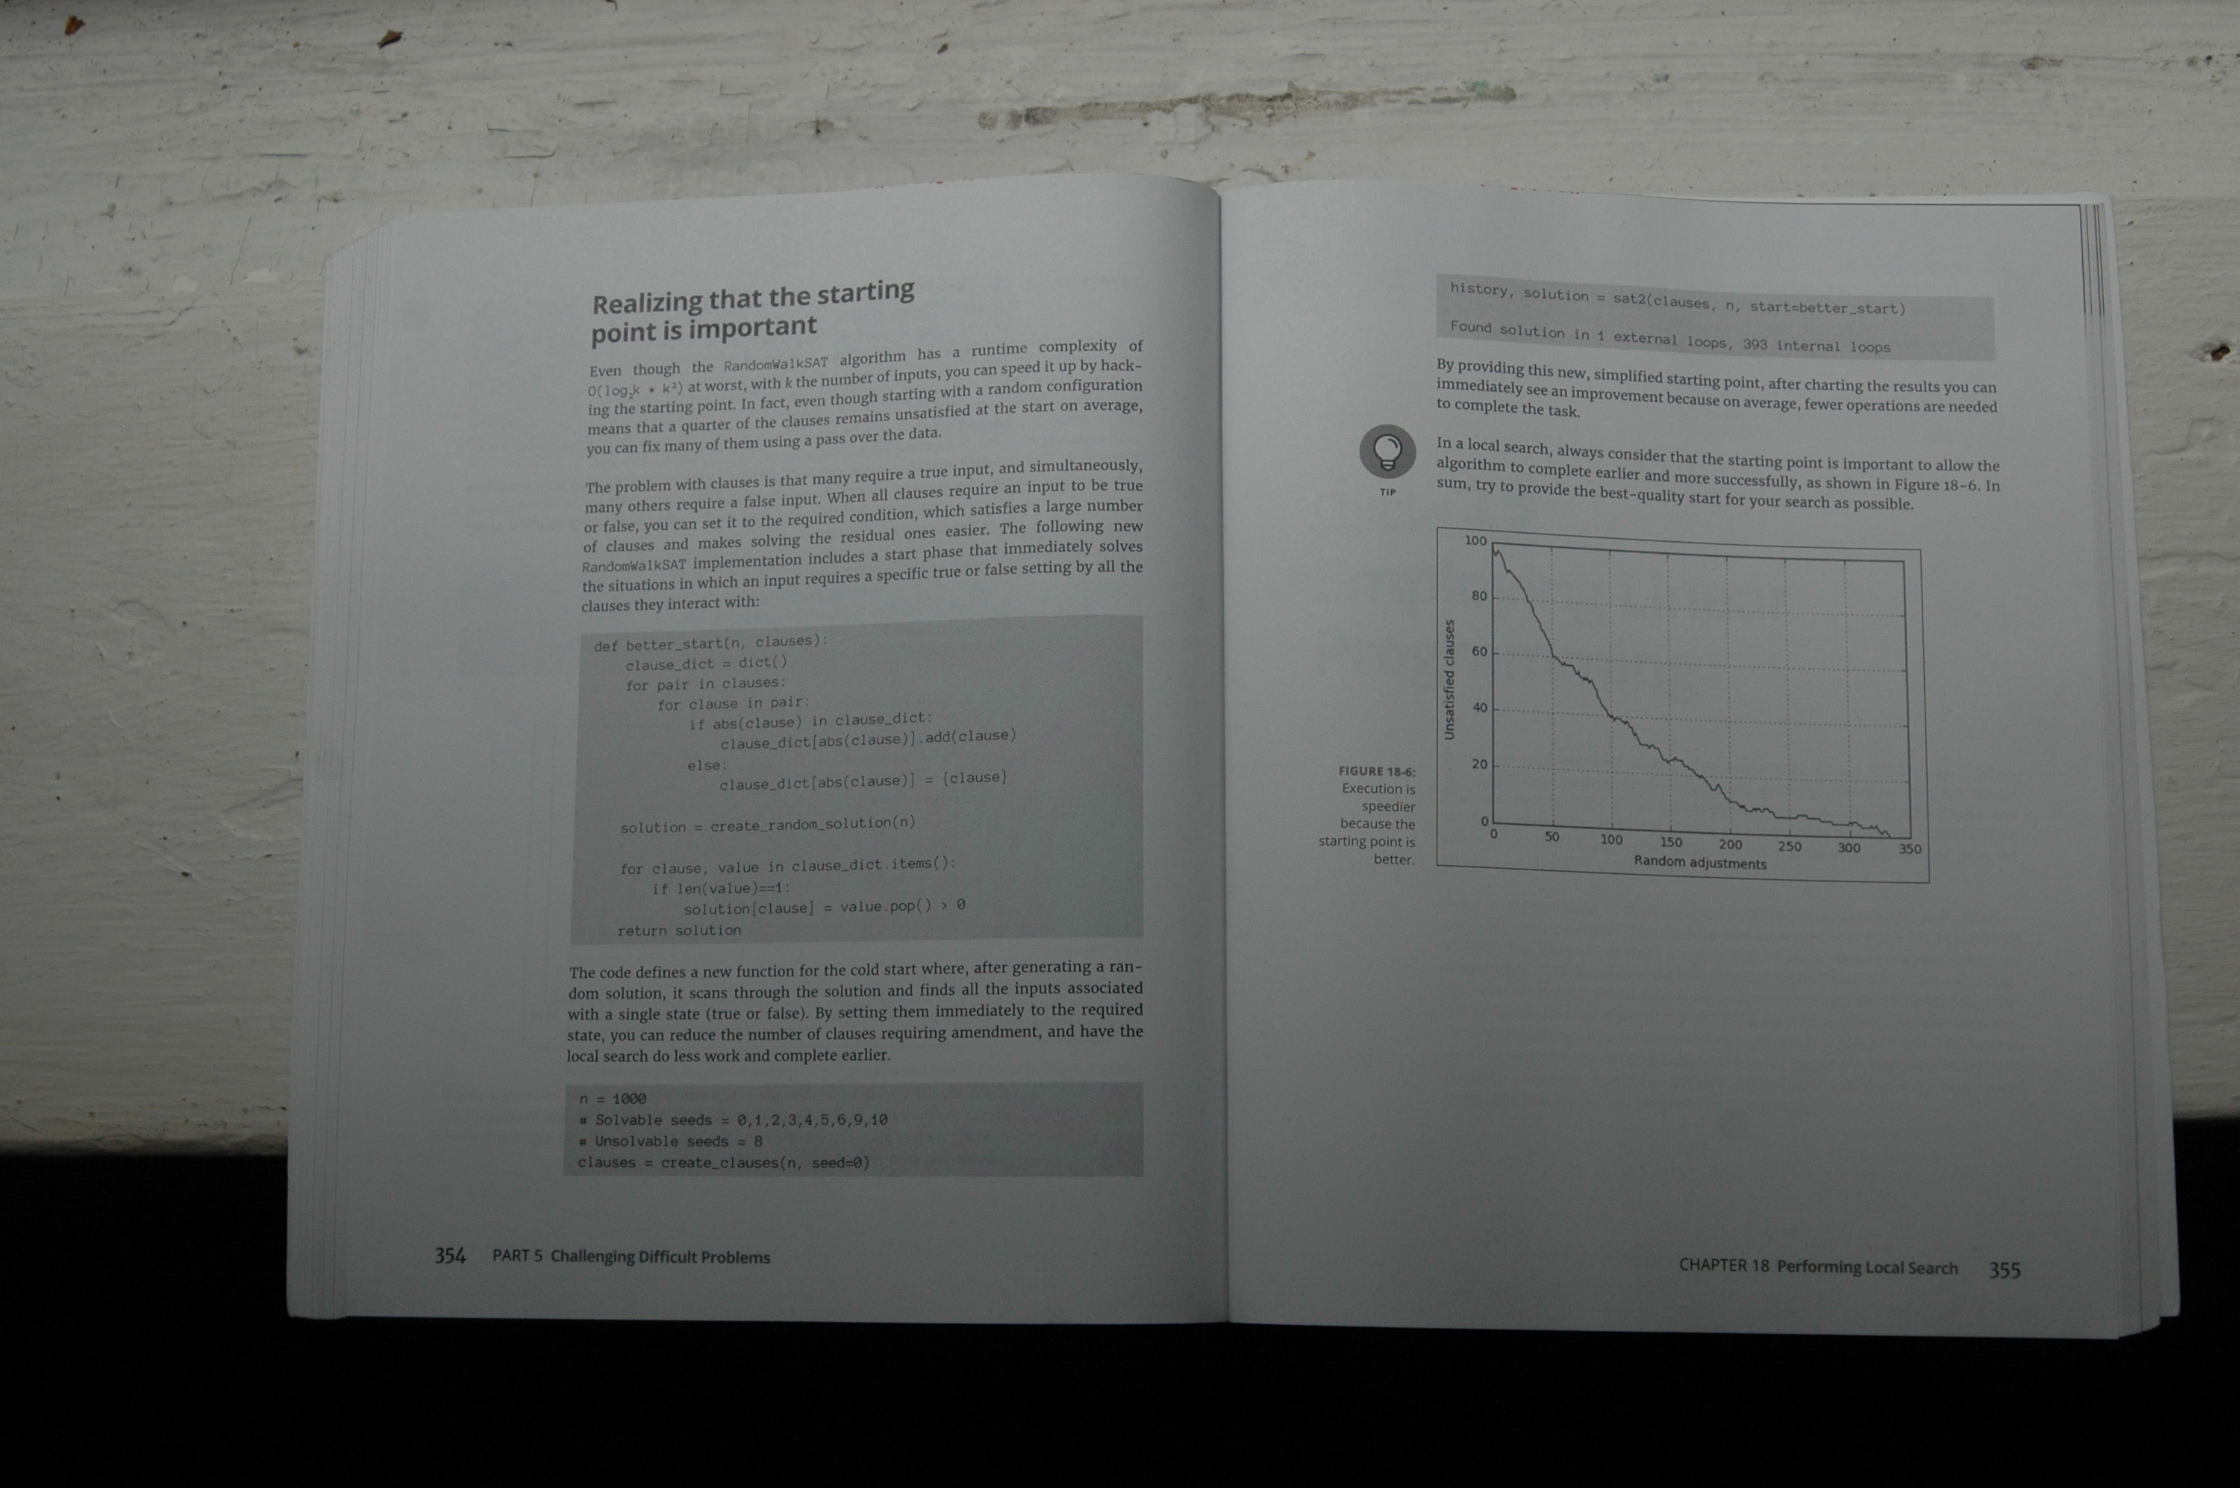 Realizing that the starting
point is important
Even though the RandomWalkSAT algorithm has a runtime complexity of
O(log₂k * k²) at worst, with k the number of inputs, you can speed it up by hack-
ing the starting point. In fact, even though starting with a random configuration
means that a quarter of the clauses remains unsatisfied at the start on average,
you can fix many of them using a pass over the data.
The problem with clauses is that many require a true input, and simultaneously,
many others require a false input. When all clauses require an input to be true
or false, you can set it to the required condition, which satisfies a large number
of clauses and makes solving the residual ones easier. The following new
RandomWalkSAT implementation includes a start phase that immediately solves
the situations in which an input requires a specific true or false setting by all the
clauses they interact with:
def better_start(n, clauses):
    clause_dict = dict()
    for pair in clauses:
        for clause in pair:
            if abs(clause) in clause_dict:
                clause_dict[abs(clause)].add(clause)
            else:
                clause_dict[abs(clause)] = {clause}
    solution = create_random_solution(n)
    for clause, value in clause_dict.items():
        if len(value)==1:
            solution[clause] = value.pop() > 0
    return solution
The code defines a new function for the cold start where, after generating a ran-
dom solution, it scans through the solution and finds all the inputs associated
with a single state (true or false). By setting them immediately to the required
state, you can reduce the number of clauses requiring amendment, and have the
local search do less work and complete earlier.
n = 1000
# Solvable seeds = 0,1,2,3,4,5,6,9,10
# Unsolvable seeds = 8
clauses = create_clauses(n, seed=0)
354 PART 5 Challenging Difficult Problems
history, solution = sat2(clauses, n, start=better_start)
Found solution in 1 external loops, 393 internal loops
By providing this new, simplified starting point, after charting the results you can
immediately see an improvement because on average, fewer operations are needed
to complete the task.
TIP
In a local search, always consider that the starting point is important to allow the
algorithm to complete earlier and more successfully, as shown in Figure 18-6. In
sum, try to provide the best-quality start for your search as possible.
100
80
60
40
20
0
Unsatisfied clauses
0 50 100 150 200 250 300 350
Random adjustments
FIGURE 18-6:
Execution is
speedier
because the
starting point is
better.
CHAPTER 18 Performing Local Search 355